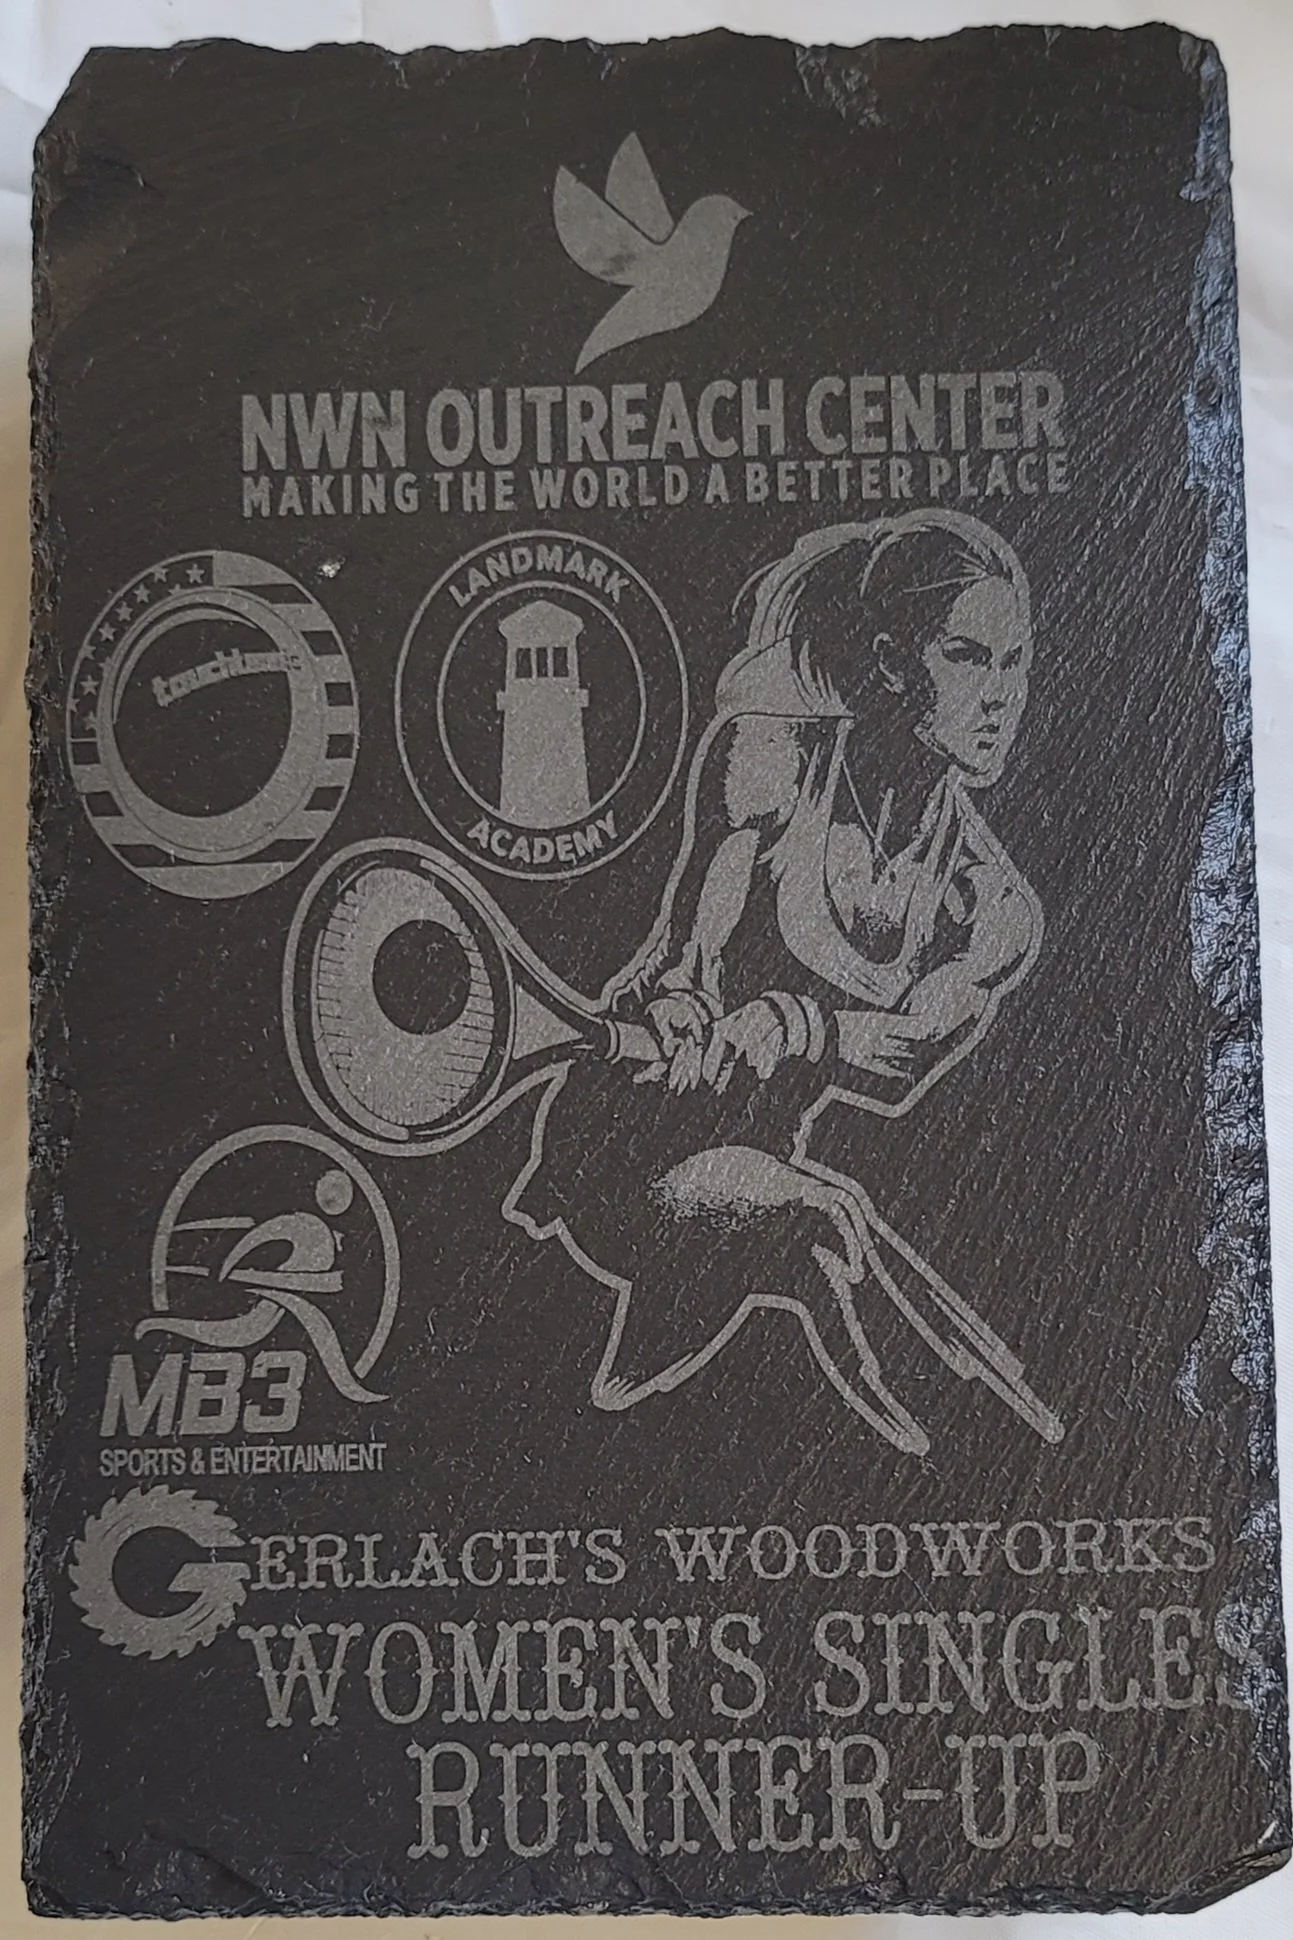 NWN OUTREACH CENTER
MAKING THE WORLD A BETTER PLACE
LANDMARK
ACADEMY
MB3
SPORTS & ENTERTAINMENT
GERLACH'S WOODWORKS
WOMEN'S SINGLES
RUNNER-UP